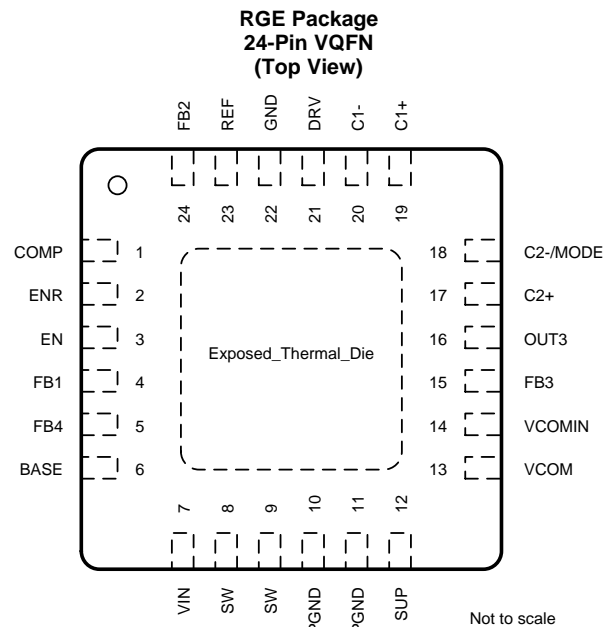 RGE Package
24-Pin VQFN
(Top View)
FB2 REF GND DRV C1- C1+
24 23 22 21 20 19
COMP 1 18 C2-/MODE
ENR 2 17 C2+
EN 3 16 OUT3
Exposed_Thermal_Die
FB1 4 15 FB3
FB4 5 14 VCOMIN
BASE 6 13 VCOM
7 8 9 10 11 12
VIN SW SW PGND PGND SUP
Not to scale